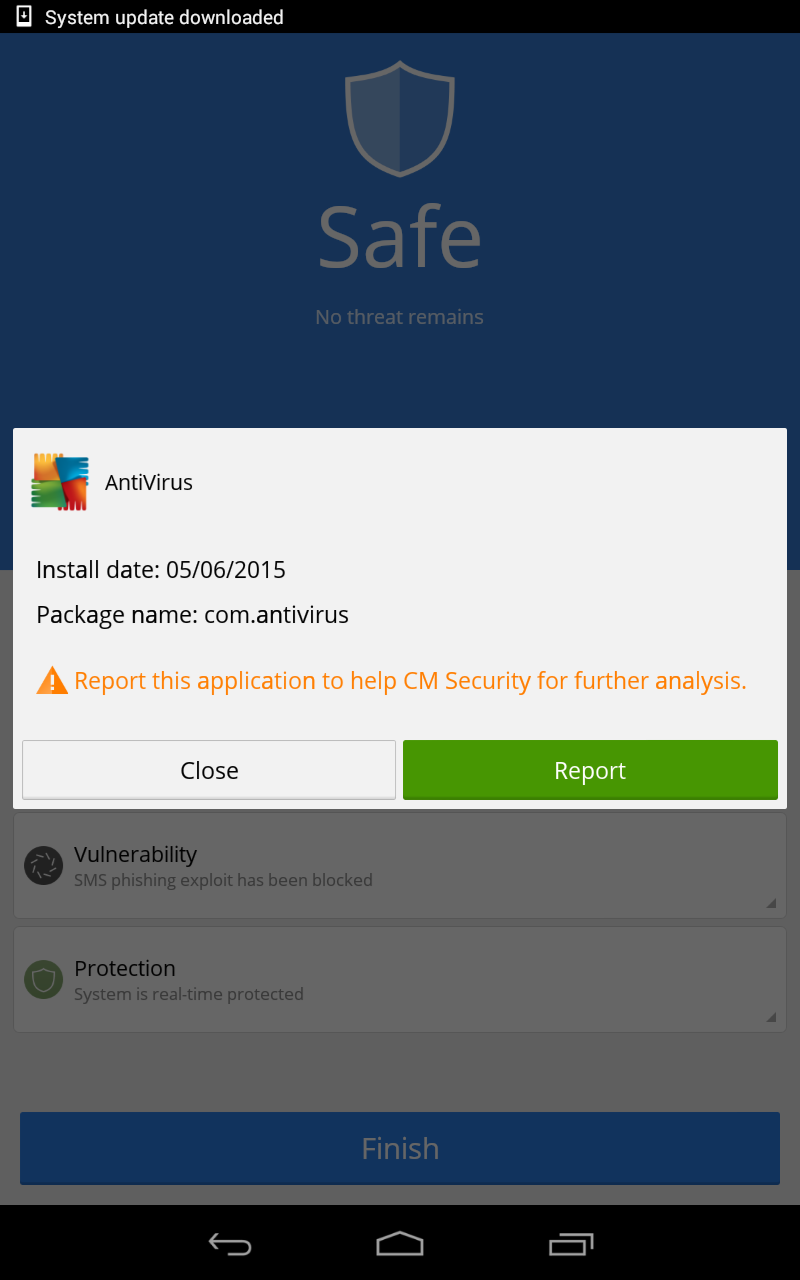 System update downloaded
Safe
No threat remains
AntiVirus
Install date: 05/06/2015
Package name: com.antivirus
Report this application to help CM Security for further analysis.
Close
Report
Vulnerability
SMS phishing exploit has been blocked
Protection
System is real-time protected
Finish